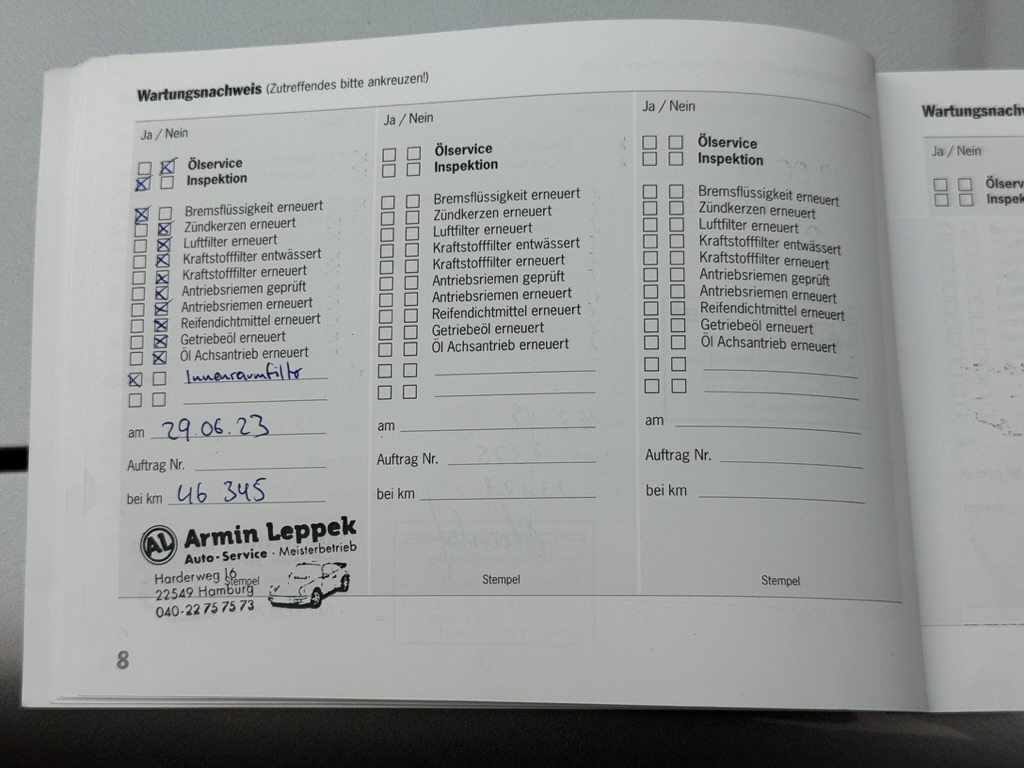 Wartungsnachweis (Zutreffendes bitte ankreuzen!)
Ja / Nein
Ölservice
Inspektion
Bremsflüssigkeit erneuert
Zündkerzen erneuert
Luftfilter erneuert
Kraftstofffilter entwässert
Kraftstofffilter erneuert
Antriebsriemen geprüft
Antriebsriemen erneuert
Reifendichtmittel erneuert
Getriebeöl erneuert
Öl Achsantrieb erneuert
Innenraumfilter
am 29.06.23
Auftrag Nr.
bei km 46 345
AL Armin Leppek
Auto-Service · Meisterbetrieb
Harderweg 16
Stempel
22549 Hamburg
040-22 75 75 73
Ja / Nein
Ölservice
Inspektion
Bremsflüssigkeit erneuert
Zündkerzen erneuert
Luftfilter erneuert
Kraftstofffilter entwässert
Kraftstofffilter erneuert
Antriebsriemen geprüft
Antriebsriemen erneuert
Reifendichtmittel erneuert
Getriebeöl erneuert
Öl Achsantrieb erneuert
am
Auftrag Nr.
bei km
Stempel
Ja / Nein
Ölservice
Inspektion
Bremsflüssigkeit erneuert
Zündkerzen erneuert
Luftfilter erneuert
Kraftstofffilter entwässert
Kraftstofffilter erneuert
Antriebsriemen geprüft
Antriebsriemen erneuert
Reifendichtmittel erneuert
Getriebeöl erneuert
Öl Achsantrieb erneuert
am
Auftrag Nr.
bei km
Stempel
8
Wartungsnach
Ja / Nein
Ölserv
Inspek